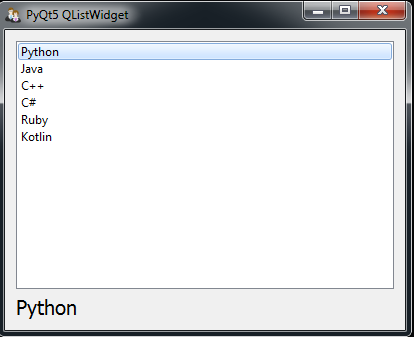 PyQt5 QListWidget
Python
Java
C++
C#
Ruby
Kotlin
Python